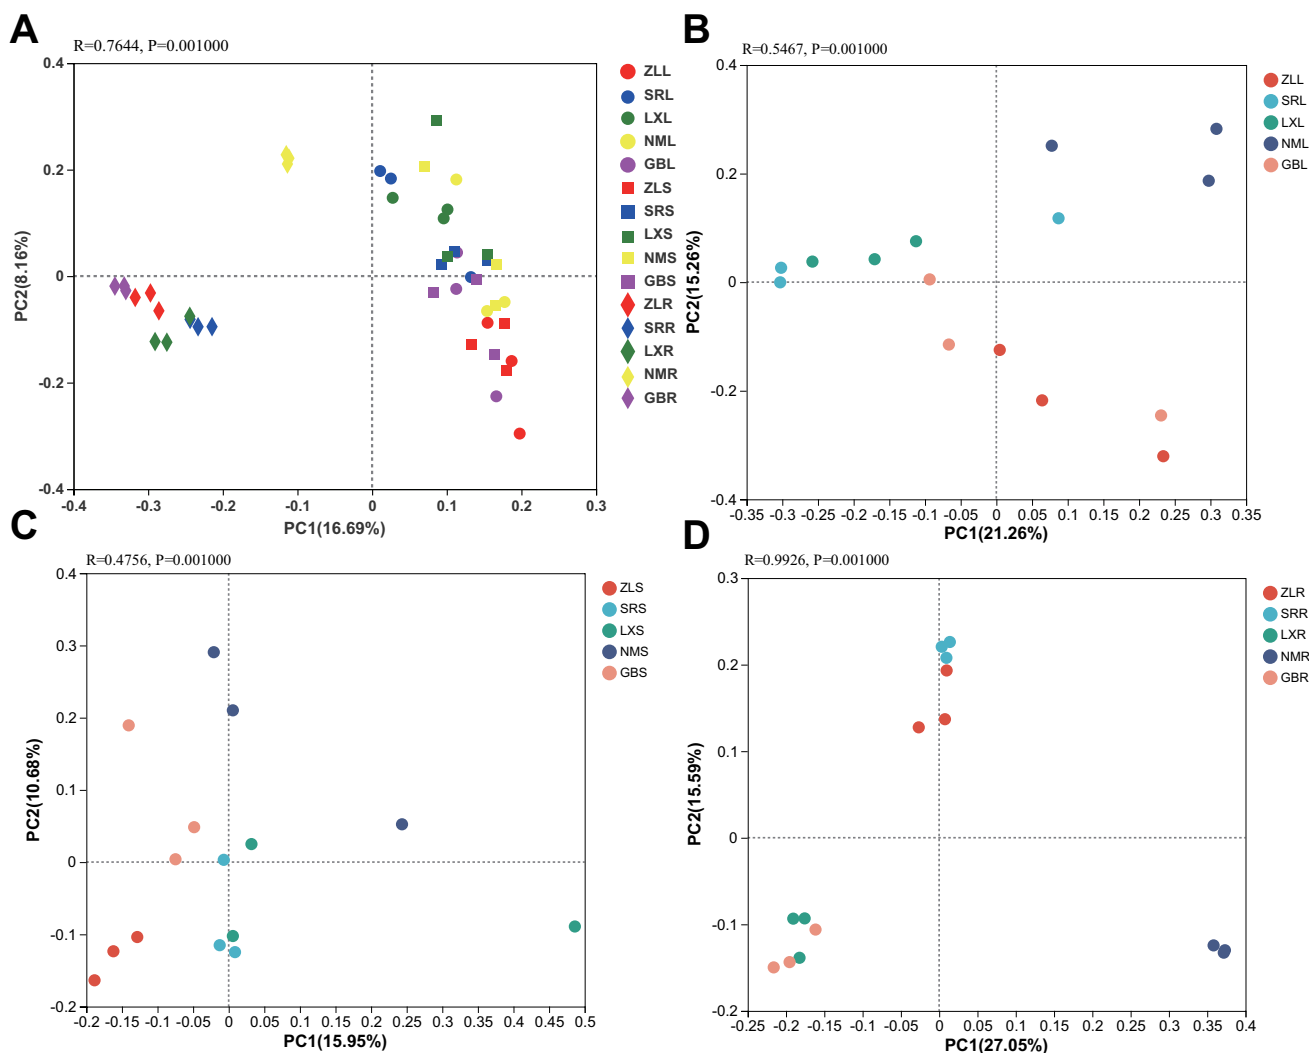 A
R=0.7644, P=0.001000
0.4
0.2
0
-0.2
-0.4
PC2(8.16%)
-0.4 -0.3 -0.2 -0.1 0 0.1 0.2 0.3
PC1(16.69%)
ZLL
SRL
LXL
NML
GBL
ZLS
SRS
LXS
NMS
GBS
ZLR
SRR
LXR
NMR
GBR
B
R=0.5467, P=0.001000
0.4
0.2
0
-0.2
-0.4
PC2(15.26%)
-0.35 -0.3 -0.25 -0.2 -0.15 -0.1 -0.05 0 0.05 0.1 0.15 0.2 0.25 0.3 0.35
PC1(21.26%)
ZLL
SRL
LXL
NML
GBL
C
R=0.4756, P=0.001000
0.4
0.3
0.2
0.1
0
-0.1
-0.2
PC2(10.68%)
-0.2 -0.15 -0.1 -0.05 0 0.05 0.1 0.15 0.2 0.25 0.3 0.35 0.4 0.45 0.5
PC1(15.95%)
ZLS
SRS
LXS
NMS
GBS
D
R=0.9926, P=0.001000
0.3
0.2
0.1
0
-0.1
-0.2
PC2(15.59%)
-0.25 -0.2 -0.15 -0.1 -0.05 0 0.05 0.1 0.15 0.2 0.25 0.3 0.35 0.4
PC1(27.05%)
ZLR
SRR
LXR
NMR
GBR